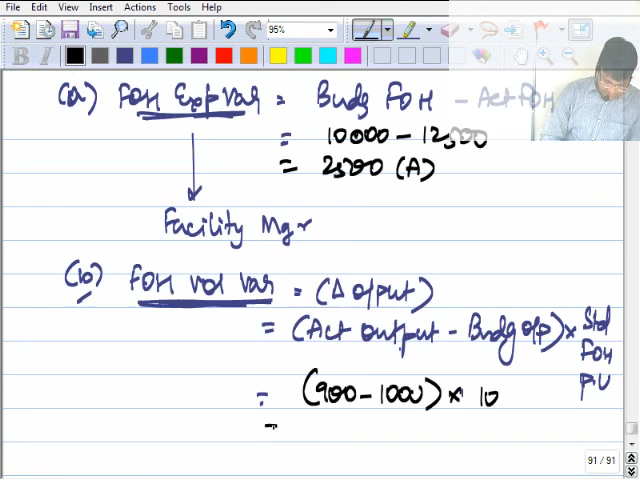 File Edit View Insert Actions Tools Help
95%
B I U
(a) FOH Exp Var = Budg FOH - Act FOH
= 10000 - 12500
= 2500 (A)
Facility Mgr
(b) FOH vol var = (Δ o/put)
= (Act output - Budg o/p) × Std FOH p.u
= (900 - 1000) × 10
=
91 / 91